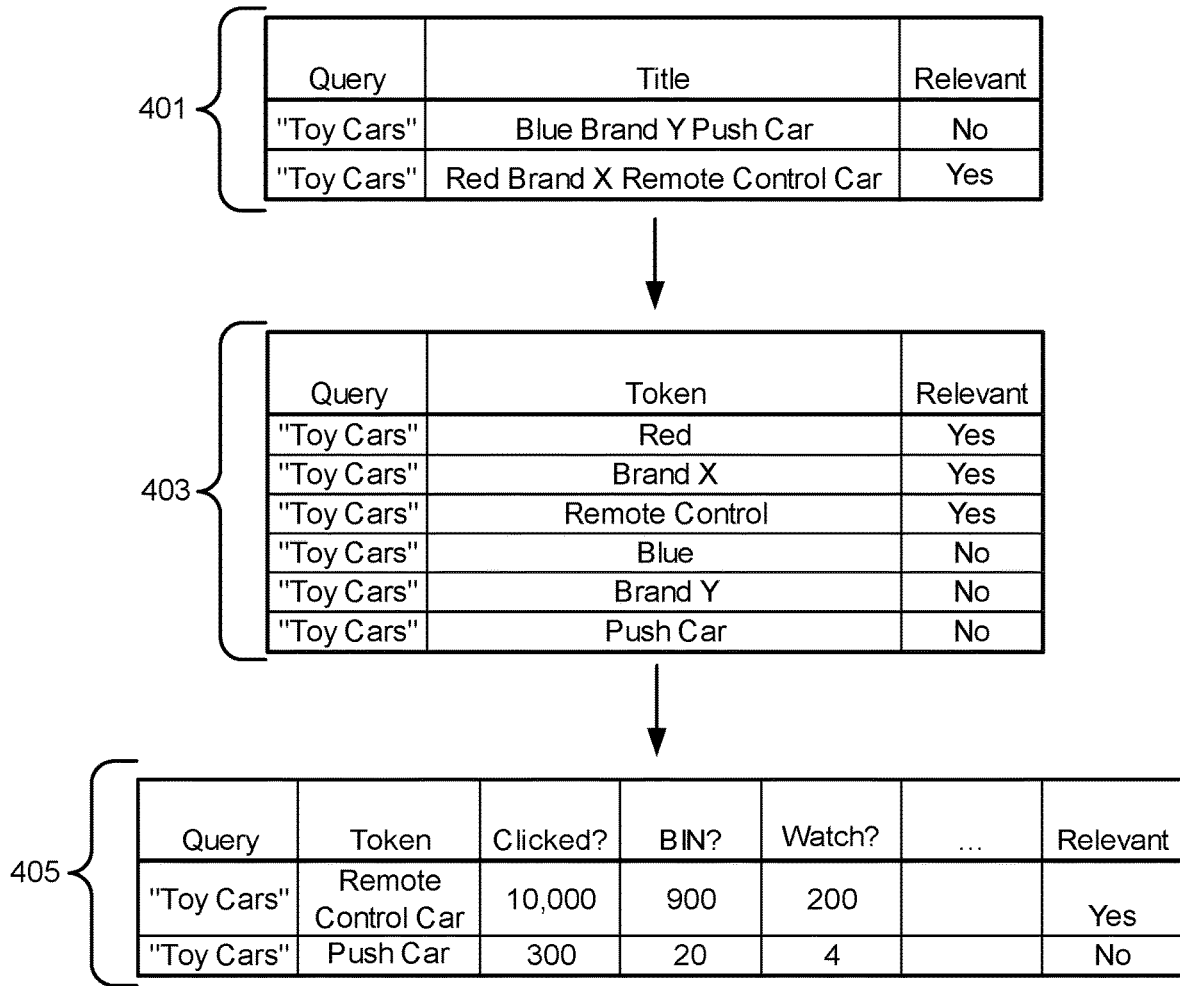 401
Query Title Relevant
"Toy Cars" Blue Brand Y Push Car No
"Toy Cars" Red Brand X Remote Control Car Yes
403
Query Token Relevant
"Toy Cars" Red Yes
"Toy Cars" Brand X Yes
"Toy Cars" Remote Control Yes
"Toy Cars" Blue No
"Toy Cars" Brand Y No
"Toy Cars" Push Car No
405
Query Token Clicked? BIN? Watch? ... Relevant
"Toy Cars" Remote Control Car 10,000 900 200 Yes
"Toy Cars" Push Car 300 20 4 No